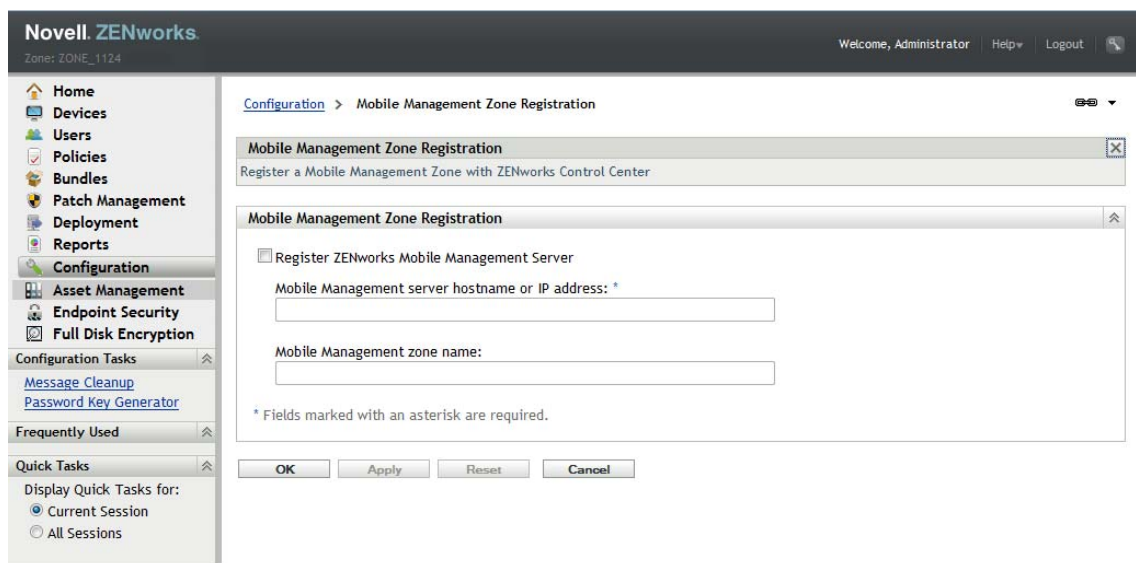 Novell. ZENworks.
Zone: ZONE_1124
Welcome, Administrator Help Logout
Home
Devices
Users
Policies
Bundles
Patch Management
Deployment
Reports
Configuration
Asset Management
Endpoint Security
Full Disk Encryption
Configuration Tasks
Message Cleanup
Password Key Generator
Frequently Used
Quick Tasks
Display Quick Tasks for:
Current Session
All Sessions
Configuration > Mobile Management Zone Registration
Mobile Management Zone Registration
Register a Mobile Management Zone with ZENworks Control Center
Mobile Management Zone Registration
Register ZENworks Mobile Management Server
Mobile Management server hostname or IP address: *
Mobile Management zone name:
* Fields marked with an asterisk are required.
OK Apply Reset Cancel